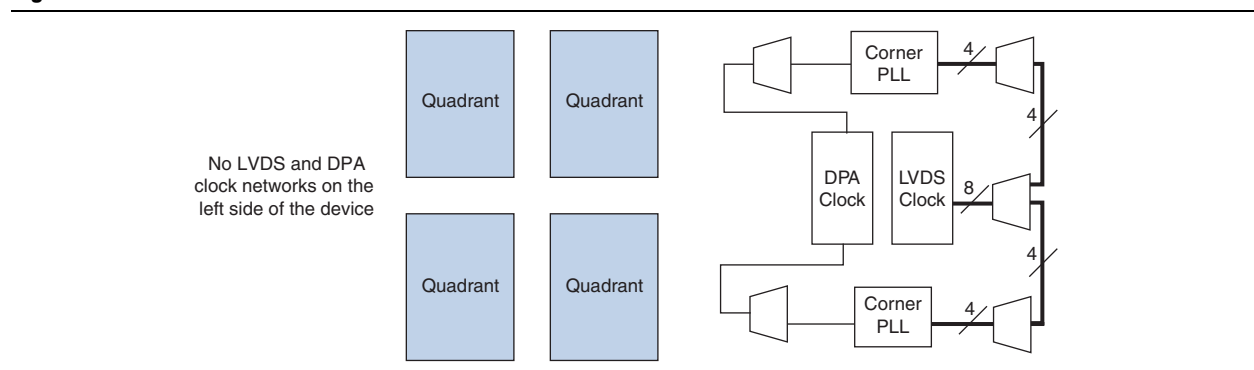 Quadrant
Quadrant
No LVDS and DPA
clock networks on the
left side of the device
Quadrant
Quadrant
Corner
PLL
4
4
DPA
Clock
LVDS
Clock
8
4
Corner
PLL
4